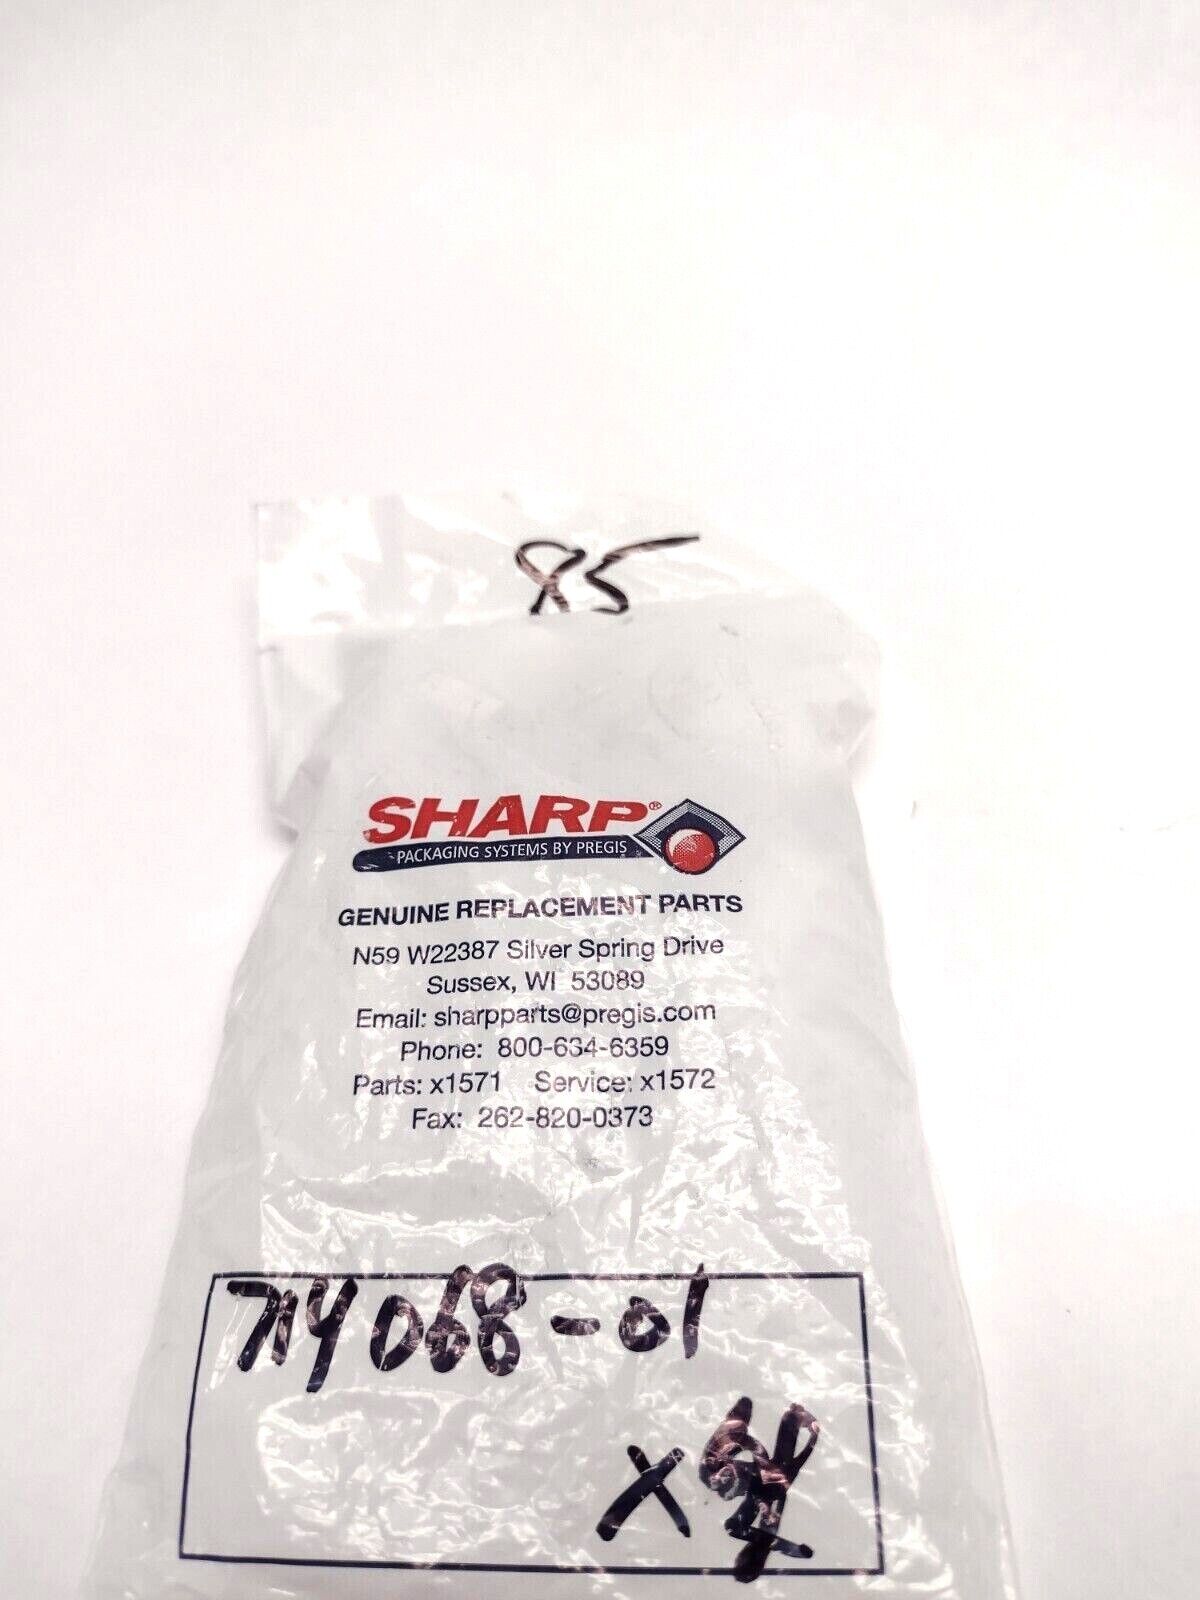 85
SHARP®
PACKAGING SYSTEMS BY PREGIS
GENUINE REPLACEMENT PARTS
N59 W22387 Silver Spring Drive
Sussex, WI 53089
Email: sharpparts@pregis.com
Phone: 800-634-6359
Parts: x1571 Service: x1572
Fax: 262-820-0373
714068-01
X